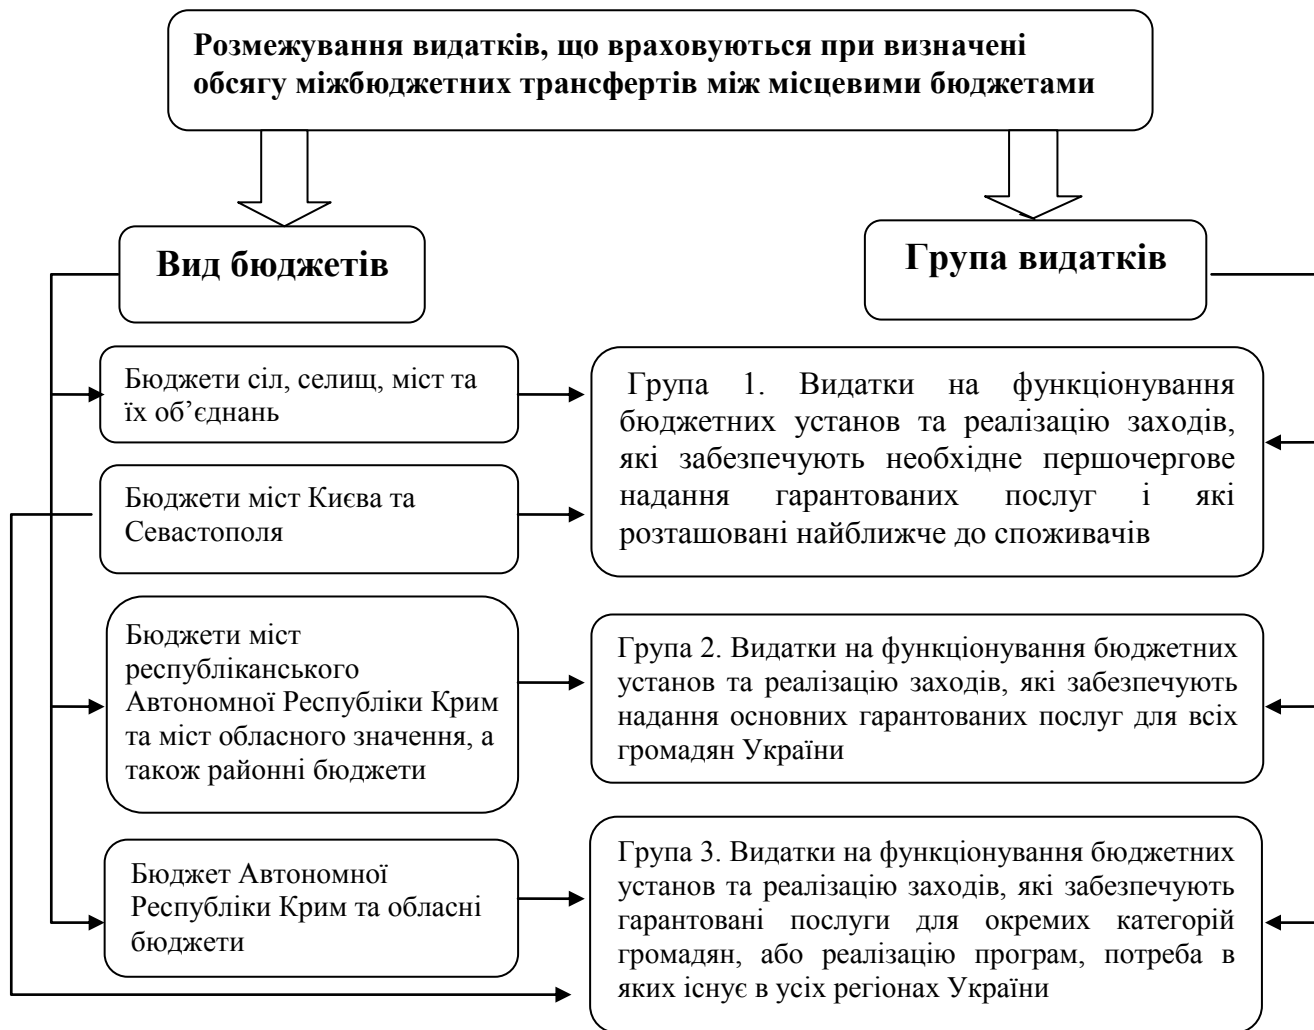 Розмежування видатків, що враховуються при визначені
обсягу міжбюджетних трансфертів між місцевими бюджетами
Вид бюджетів
Група видатків
Бюджети сіл, селищ, міст та
їх об’єднань
Група 1. Видатки на функціонування
бюджетних установ та реалізацію заходів,
які забезпечують необхідне першочергове
надання гарантованих послуг і які
розташовані найближче до споживачів
Бюджети міст Києва та
Севастополя
Бюджети міст
республіканського
Автономної Республіки Крим
та міст обласного значення, а
також районні бюджети
Група 2. Видатки на функціонування бюджетних
установ та реалізацію заходів, які забезпечують
надання основних гарантованих послуг для всіх
громадян України
Бюджет Автономної
Республіки Крим та обласні
бюджети
Група 3. Видатки на функціонування бюджетних
установ та реалізацію заходів, які забезпечують
гарантовані послуги для окремих категорій
громадян, або реалізацію програм, потреба в
яких існує в усіх регіонах України